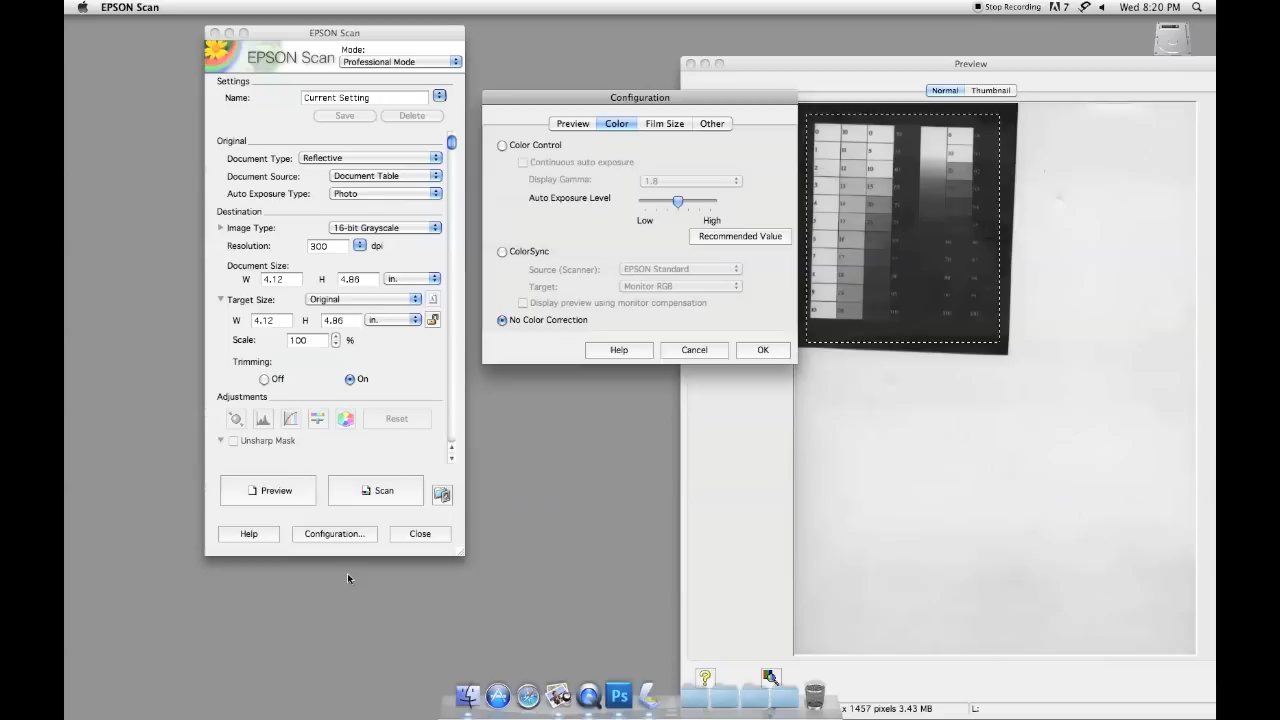 EPSON Scan
Stop Recording
7
Wed 8:20 PM
EPSON Scan
EPSON Scan
Mode:
Professional Mode
Settings
Name:
Current Setting
Save
Delete
Original
Document Type:
Reflective
Document Source:
Document Table
Auto Exposure Type:
Photo
Destination
Image Type:
16-bit Grayscale
Resolution:
300
dpi
Document Size:
W
4.12
H
4.86
in.
Target Size:
Original
W
4.12
H
4.86
in.
Scale:
100
%
Trimming:
Off
On
Adjustments
Reset
Unsharp Mask
Preview
Scan
Help
Configuration...
Close
Configuration
Preview
Color
Film Size
Other
Color Control
Continuous auto exposure
Display Gamma:
1.8
Auto Exposure Level
Low
High
Recommended Value
ColorSync
Source (Scanner):
EPSON Standard
Target:
Monitor RGB
Display preview using monitor compensation
No Color Correction
Help
Cancel
OK
Preview
Normal
Thumbnail
Ps
x 1457 pixels 3.43 MB
L: